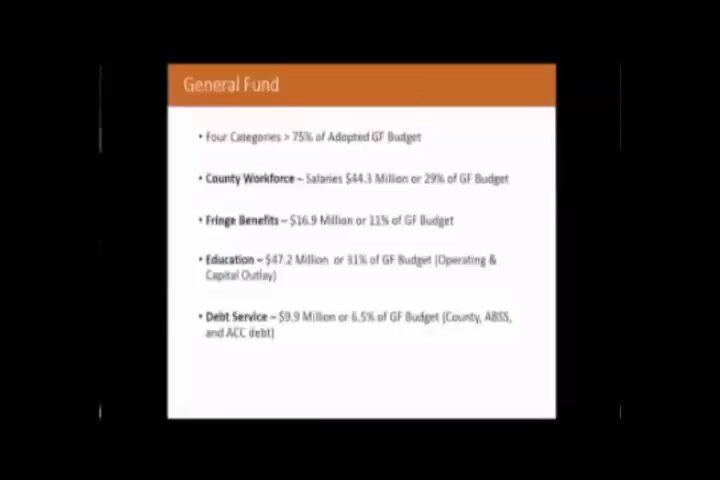 General Fund
• Four Categories > 75% of Adopted GF Budget
• County Workforce – Salaries $44.3 Million or 29% of GF Budget
• Fringe Benefits – $16.9 Million or 11% of GF Budget
• Education – $47.2 Million or 31% of GF Budget (Operating &
Capital Outlay)
• Debt Service – $9.9 Million or 6.5% of GF Budget (County, ABSS,
and ACC debt)